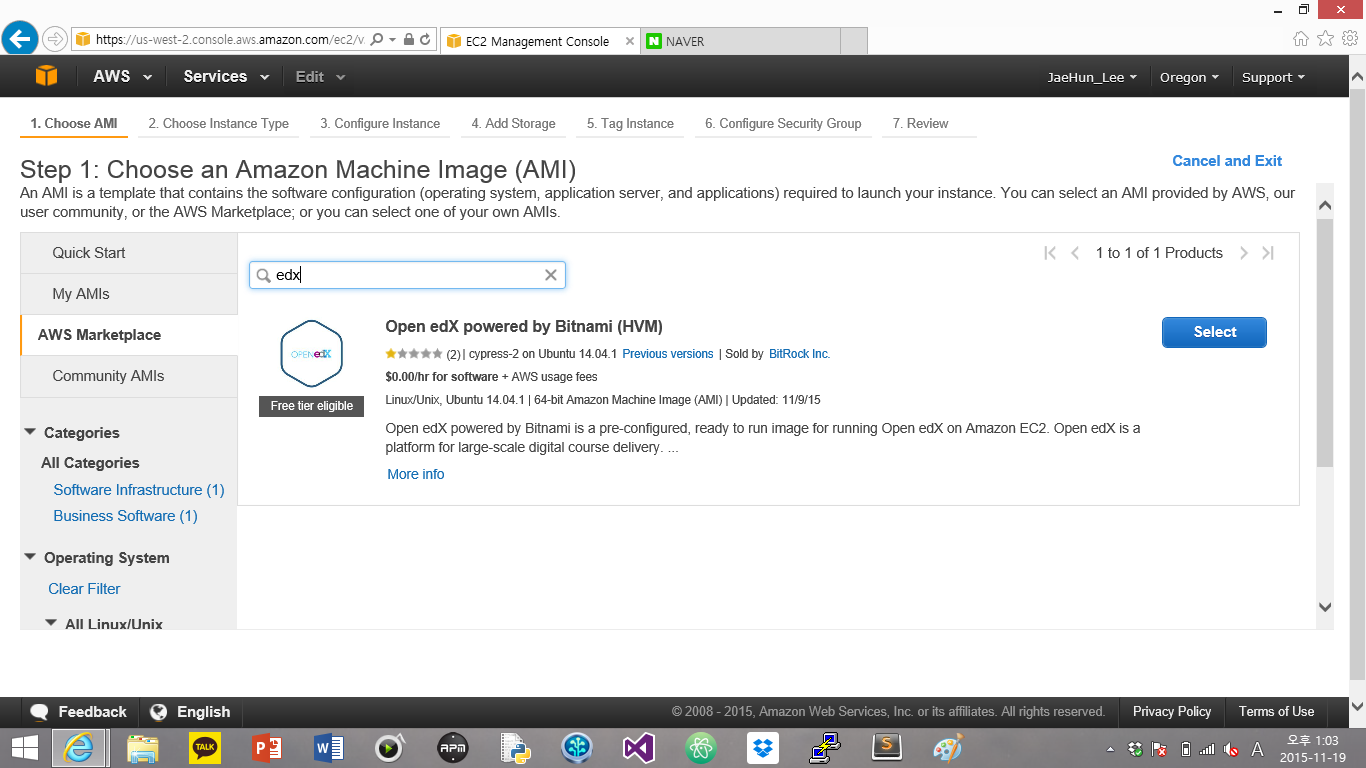 https://us-west-2.console.aws.amazon.com/ec2/v
EC2 Management Console
NAVER
AWS Services Edit JaeHun_Lee Oregon Support
1. Choose AMI 2. Choose Instance Type 3. Configure Instance 4. Add Storage 5. Tag Instance 6. Configure Security Group 7. Review
Step 1: Choose an Amazon Machine Image (AMI)
Cancel and Exit
An AMI is a template that contains the software configuration (operating system, application server, and applications) required to launch your instance. You can select an AMI provided by AWS, our
user community, or the AWS Marketplace; or you can select one of your own AMIs.
Quick Start
My AMIs
AWS Marketplace
Community AMIs
Categories
All Categories
Software Infrastructure (1)
Business Software (1)
Operating System
Clear Filter
All Linux/Unix
1 to 1 of 1 Products
edx
OPEN edX
Free tier eligible
Open edX powered by Bitnami (HVM)
Select
(2) | cypress-2 on Ubuntu 14.04.1 Previous versions | Sold by BitRock Inc.
$0.00/hr for software + AWS usage fees
Linux/Unix, Ubuntu 14.04.1 | 64-bit Amazon Machine Image (AMI) | Updated: 11/9/15
Open edX powered by Bitnami is a pre-configured, ready to run image for running Open edX on Amazon EC2. Open edX is a
platform for large-scale digital course delivery. ...
More info
Feedback English © 2008 - 2015, Amazon Web Services, Inc. or its affiliates. All rights reserved. Privacy Policy Terms of Use
TALK
APM
A
오후 1:03
2015-11-19